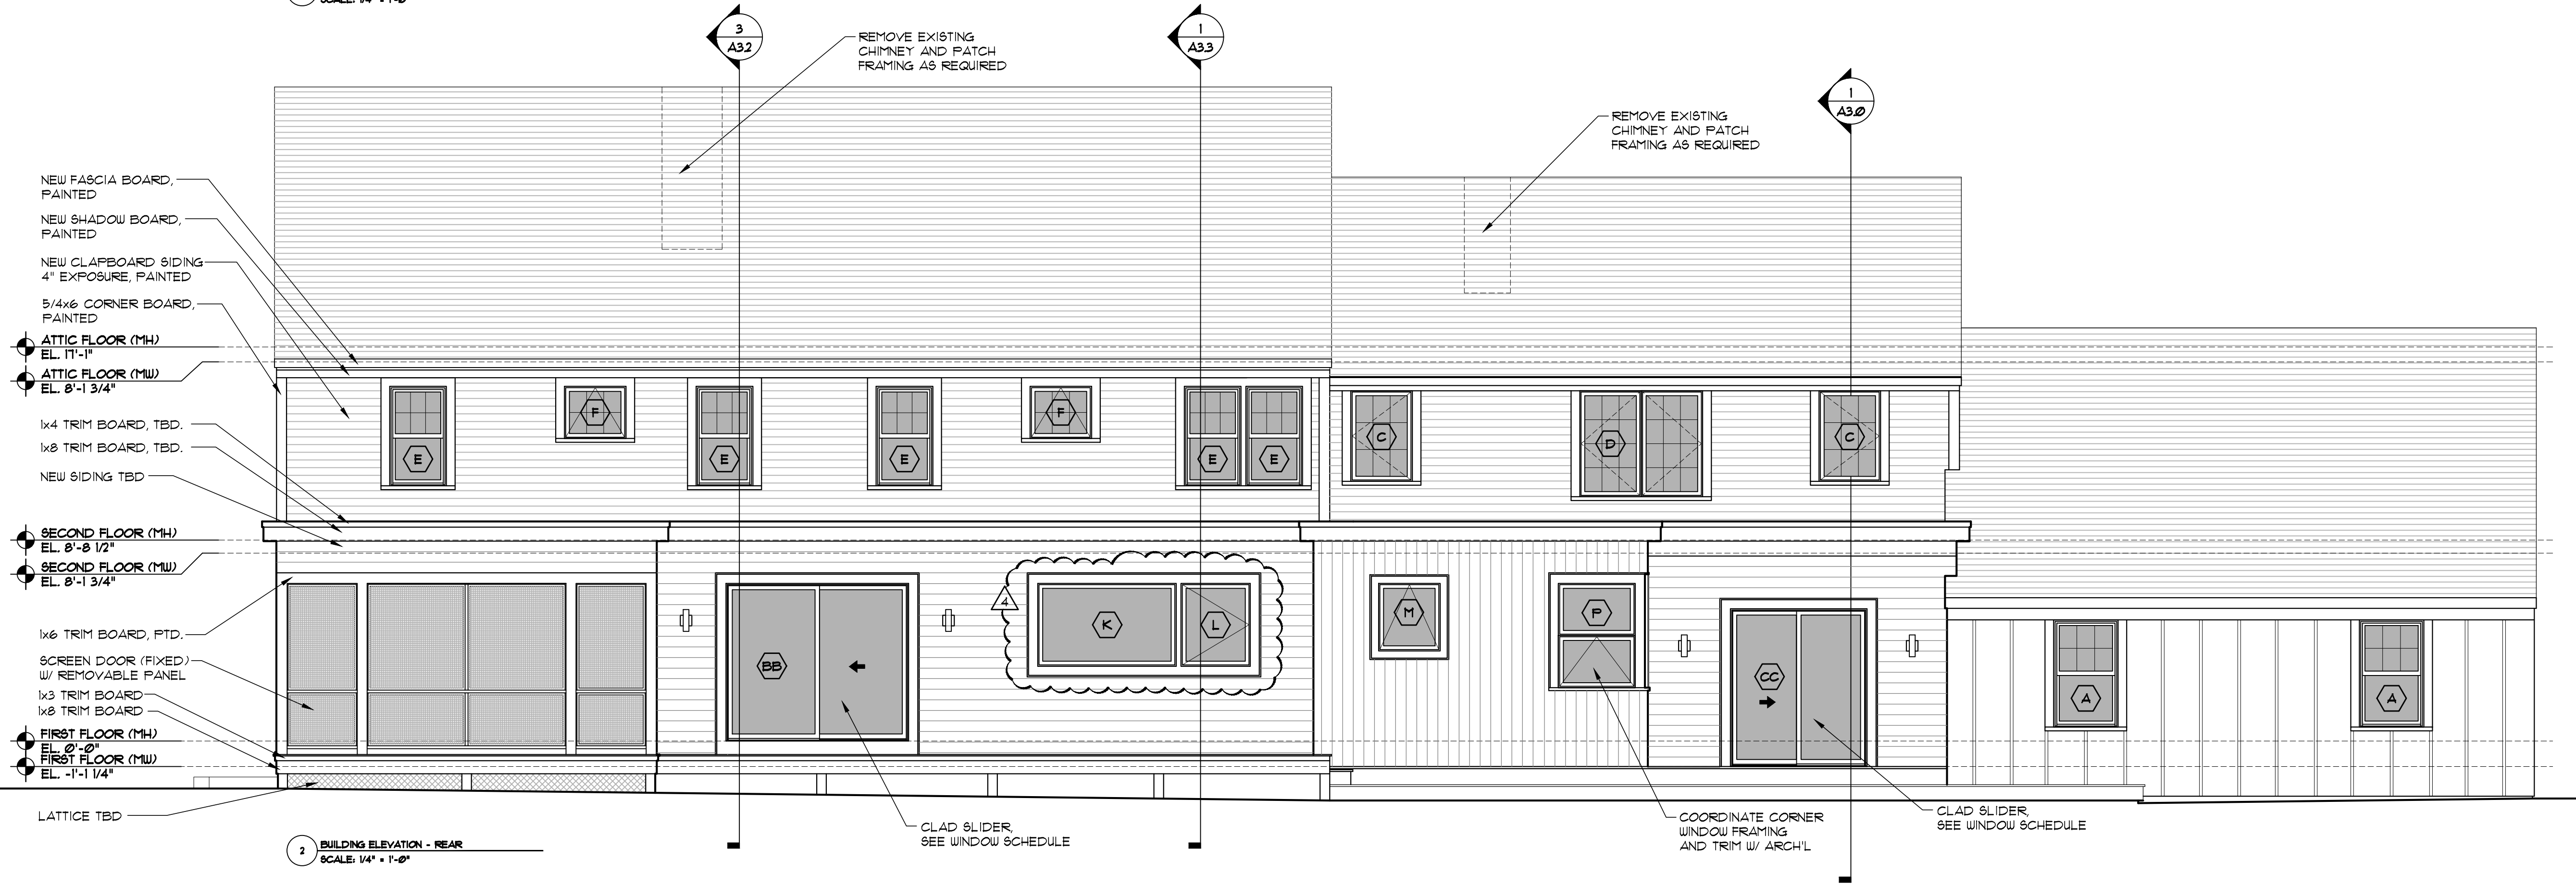 SCALE: 1/4" = 1'-0"
3
A3.2
1
A3.3
1
A3.0
REMOVE EXISTING
CHIMNEY AND PATCH
FRAMING AS REQUIRED
REMOVE EXISTING
CHIMNEY AND PATCH
FRAMING AS REQUIRED
NEW FASCIA BOARD,
PAINTED
NEW SHADOW BOARD,
PAINTED
NEW CLAPBOARD SIDING
4" EXPOSURE, PAINTED
5/4x6 CORNER BOARD,
PAINTED
ATTIC FLOOR (MH)
EL. 17'-1"
ATTIC FLOOR (MW)
EL. 8'-1 3/4"
1x4 TRIM BOARD, TBD.
1x8 TRIM BOARD, TBD.
NEW SIDING TBD
SECOND FLOOR (MH)
EL. 8'-8 1/2"
SECOND FLOOR (MW)
EL. 8'-1 3/4"
1x6 TRIM BOARD, PTD.
SCREEN DOOR (FIXED)
W/ REMOVABLE PANEL
1x3 TRIM BOARD
1x8 TRIM BOARD
FIRST FLOOR (MH)
EL. 0'-0"
FIRST FLOOR (MW)
EL. -1'-1 1/4"
LATTICE TBD
E
F
E
E
F
E
E
C
D
C
BB
4
K
L
M
P
CC
A
A
CLAD SLIDER,
SEE WINDOW SCHEDULE
COORDINATE CORNER
WINDOW FRAMING
AND TRIM W/ ARCH'L
CLAD SLIDER,
SEE WINDOW SCHEDULE
2
BUILDING ELEVATION - REAR
SCALE: 1/4" = 1'-0"